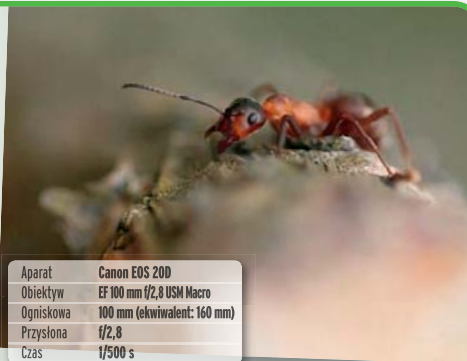 Aparat Canon EOS 20D
Obiektyw EF 100 mm f/2,8 USM Macro
Ogniskowa 100 mm (ekwiwalent: 160 mm)
Przysłona f/2,8
Czas 1/500 s